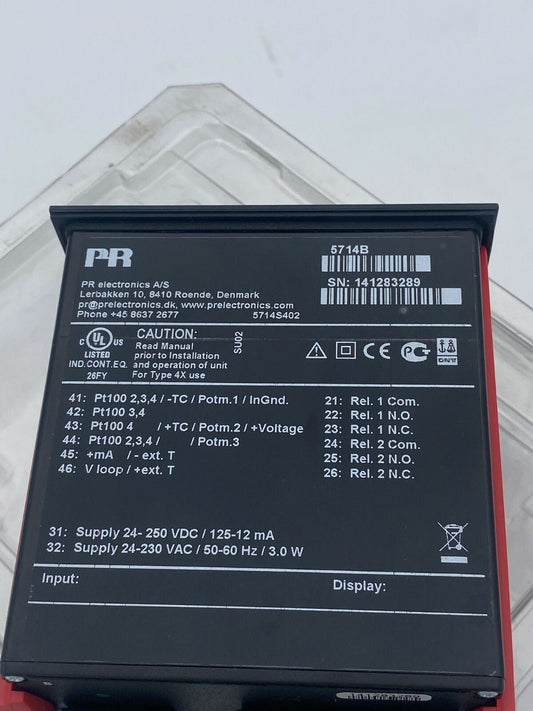 PR
5714B
PR electronics A/S
Lerbakken 10, 8410 Roende, Denmark
pr@prelectronics.dk, www.prelectronics.com
Phone +45 8637 2677
5714S402
SN: 141283289
C UL US
LISTED
IND.CONT.EQ.
26FY
CAUTION:
Read Manual
prior to Installation
and operation of unit
For Type 4X use
SU02
CE
DNV
41: Pt100 2,3,4 / -TC / Potm.1 / InGnd.
42: Pt100 3,4
43: Pt100 4 / +TC / Potm.2 / +Voltage
44: Pt100 2,3,4 / / Potm.3
45: +mA / - ext. T
46: V loop / +ext. T
21: Rel. 1 Com.
22: Rel. 1 N.O.
23: Rel. 1 N.C.
24: Rel. 2 Com.
25: Rel. 2 N.O.
26: Rel. 2 N.C.
31: Supply 24- 250 VDC / 125-12 mA
32: Supply 24-230 VAC / 50-60 Hz / 3.0 W
Input:
Display: